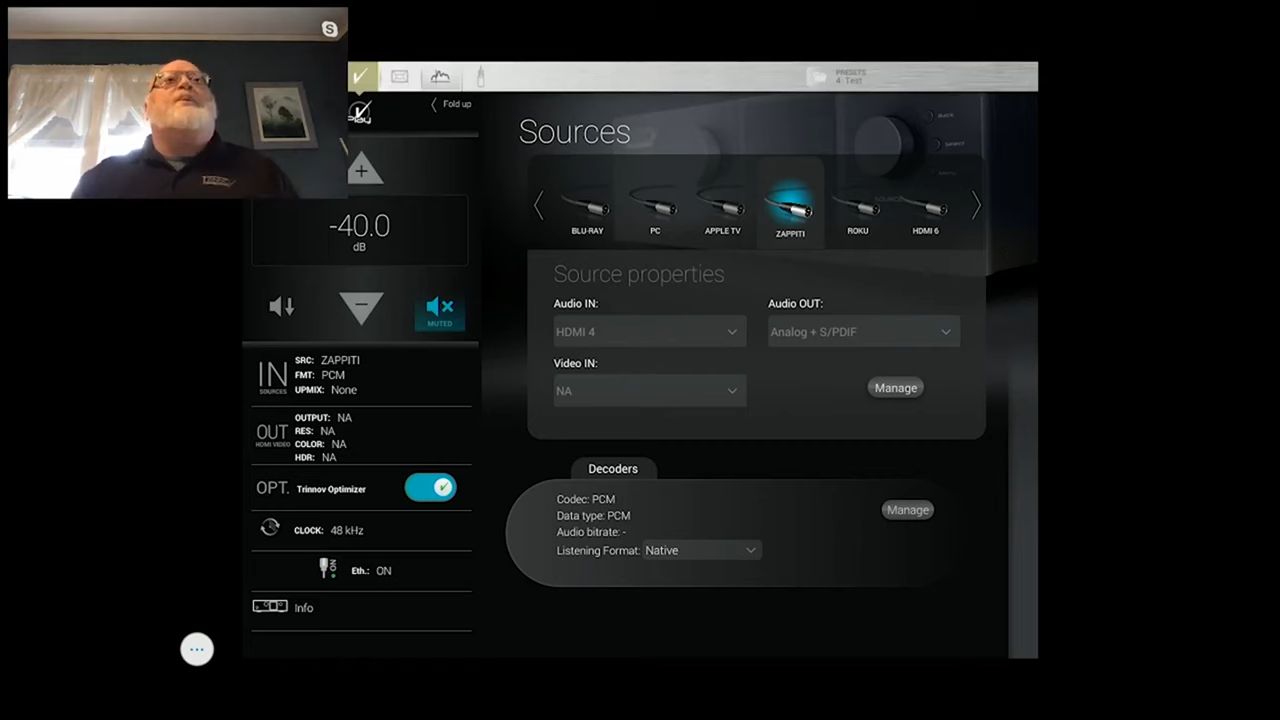 S
PRESETS
4: Test
play
Fold up
Sources
-40.0
dB
BLU-RAY
PC
APPLE TV
ZAPPITI
ROKU
HDMI 6
Source properties
Audio IN:
Audio OUT:
HDMI 4
Analog + S/PDIF
MUTED
Video IN:
NA
Manage
IN
SOURCES
SRC: ZAPPITI
FMT: PCM
UPMIX: None
OUT
HDMI VIDEO
OUTPUT: NA
RES: NA
COLOR: NA
HDR: NA
OPT. Trinnov Optimizer
CLOCK: 48 kHz
Eth.: ON
Info
Decoders
Codec: PCM
Data type: PCM
Audio bitrate: -
Listening Format: Native
Manage